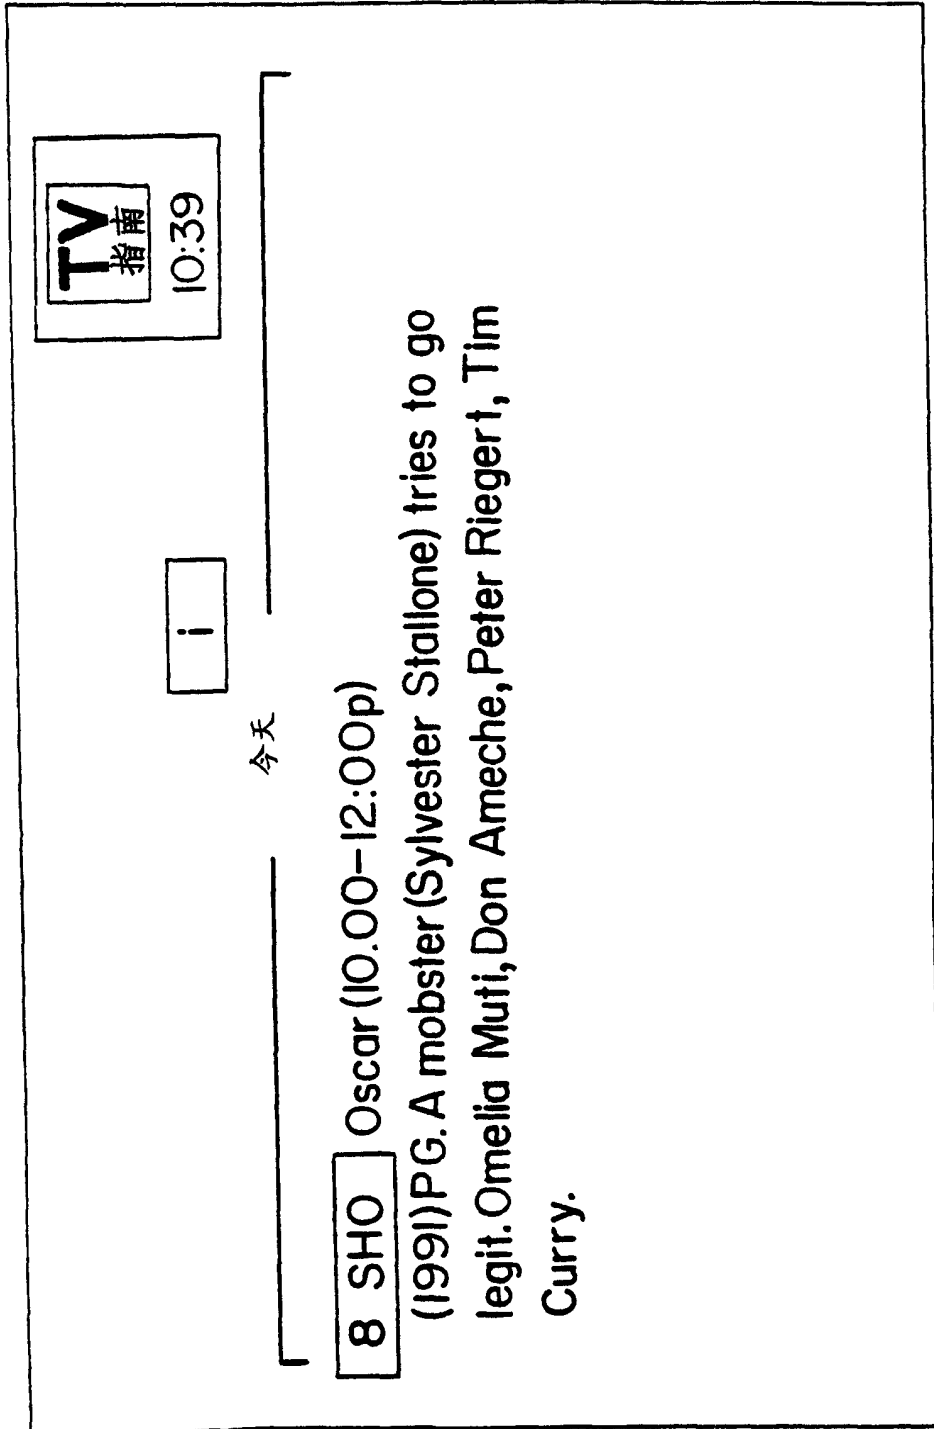 TV
指南
10:39
i
今天
8 SHO Oscar (10.00-12:00p)
(1991)PG. A mobster (Sylvester Stallone) tries to go
legit. Omelia Muti, Don Ameche, Peter Riegert, Tim
Curry.